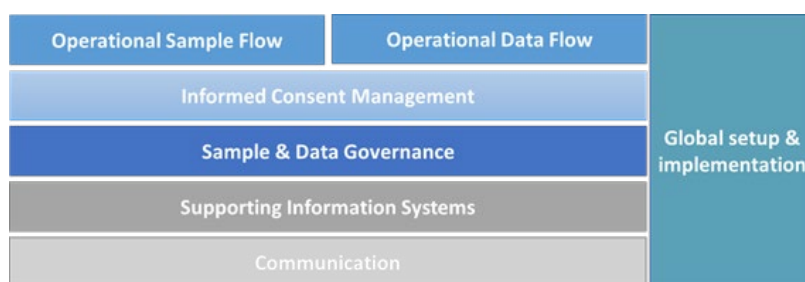 Operational Sample Flow
Operational Data Flow
Informed Consent Management
Sample & Data Governance
Supporting Information Systems
Communication
Global setup &
implementation